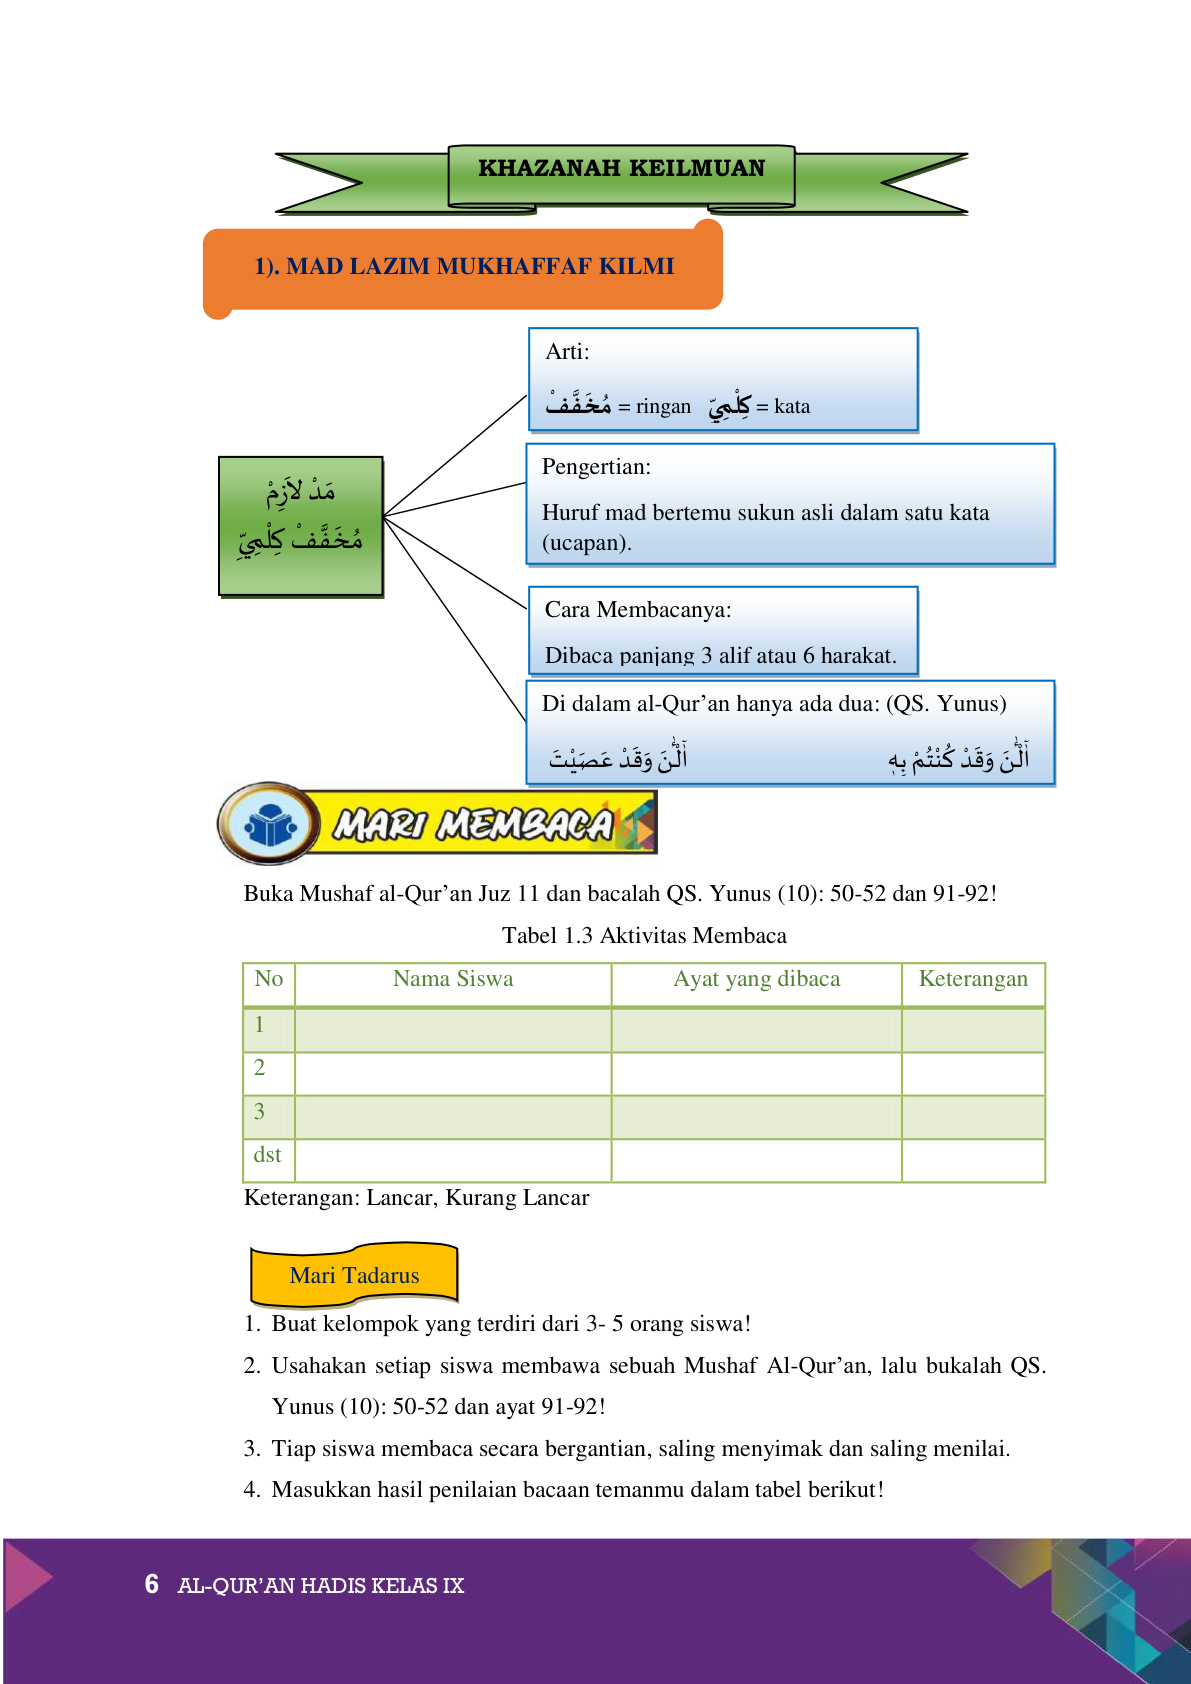 KHAZANAH KEILMUAN
1). MAD LAZIM MUKHAFFAF KILMI
مَدْ لاَزِمْ
مُخَفَّفْ كِلْمِيِّ
Arti:
مُخَفَّفْ = ringan كِلْمِيِّ = kata
Pengertian:
Huruf mad bertemu sukun asli dalam satu kata
(ucapan).
Cara Membacanya:
Dibaca panjang 3 alif atau 6 harakat.
Di dalam al-Qur’an hanya ada dua: (QS. Yunus)
آٰلْـٰٔنَ وَقَدْ كُنْتُمْ بِهٖ آٰلْـٰٔنَ وَقَدْ عَصَيْتَ
MARI MEMBACA
Buka Mushaf al-Qur’an Juz 11 dan bacalah QS. Yunus (10): 50-52 dan 91-92!
Tabel 1.3 Aktivitas Membaca
No Nama Siswa Ayat yang dibaca Keterangan
1
2
3
dst
Keterangan: Lancar, Kurang Lancar
Mari Tadarus
1. Buat kelompok yang terdiri dari 3- 5 orang siswa!
2. Usahakan setiap siswa membawa sebuah Mushaf Al-Qur’an, lalu bukalah QS.
Yunus (10): 50-52 dan ayat 91-92!
3. Tiap siswa membaca secara bergantian, saling menyimak dan saling menilai.
4. Masukkan hasil penilaian bacaan temanmu dalam tabel berikut!
6 AL-QUR’AN HADIS KELAS IX